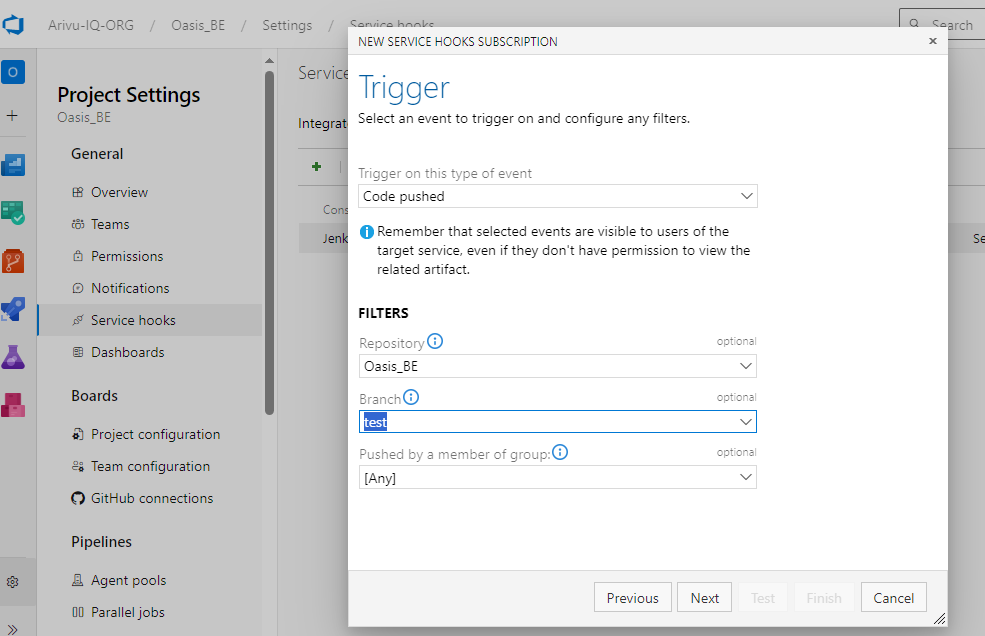 Arivu-IQ-ORG / Oasis_BE / Settings / Service hooks
Search
O
Project Settings
Oasis_BE
General
Overview
Teams
Permissions
Notifications
Service hooks
Dashboards
Boards
Project configuration
Team configuration
GitHub connections
Pipelines
Agent pools
Parallel jobs
Service
Integrat
Cons
Jenk
Se
NEW SERVICE HOOKS SUBSCRIPTION
Trigger
Select an event to trigger on and configure any filters.
Trigger on this type of event
Code pushed
Remember that selected events are visible to users of the
target service, even if they don't have permission to view the
related artifact.
FILTERS
Repository optional
Oasis_BE
Branch optional
test
Pushed by a member of group: optional
[Any]
Previous Next Test Finish Cancel